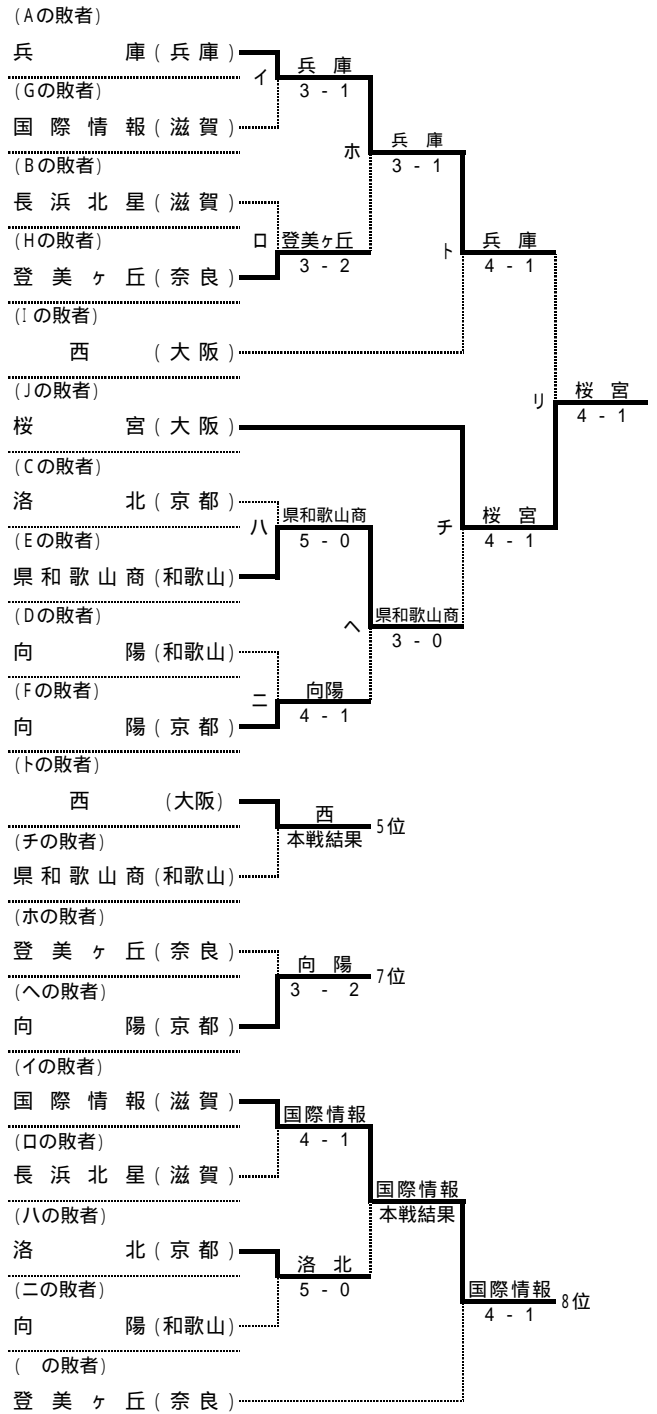 (Aの敗者)
兵庫(兵庫)
イ 兵庫
3 - 1
(Gの敗者)
国際情報(滋賀)
ホ 兵庫
3 - 1
(Bの敗者)
長浜北星(滋賀)
(Hの敗者)
ロ 登美ヶ丘
3 - 2
登美ヶ丘(奈良)
ト 兵庫
4 - 1
(Iの敗者)
西(大阪)
(Jの敗者)
桜宮(大阪)
リ 桜宮
4 - 1
(Cの敗者)
洛北(京都)
ハ 県和歌山商
5 - 0
チ 桜宮
4 - 1
(Eの敗者)
県和歌山商(和歌山)
(Dの敗者)
ヘ 県和歌山商
3 - 0
向陽(和歌山)
(Fの敗者)
ニ 向陽
4 - 1
向陽(京都)
(トの敗者)
西(大阪)
西 5位
本戦結果
(チの敗者)
県和歌山商(和歌山)
(ホの敗者)
登美ヶ丘(奈良)
向陽 7位
3 - 2
(ヘの敗者)
向陽(京都)
(イの敗者)
国際情報(滋賀)
国際情報
4 - 1
(ロの敗者)
長浜北星(滋賀)
国際情報
本戦結果
(ハの敗者)
洛北(京都)
洛北
5 - 0
(ニの敗者)
国際情報 8位
4 - 1
向陽(和歌山)
( の敗者)
登美ヶ丘(奈良)